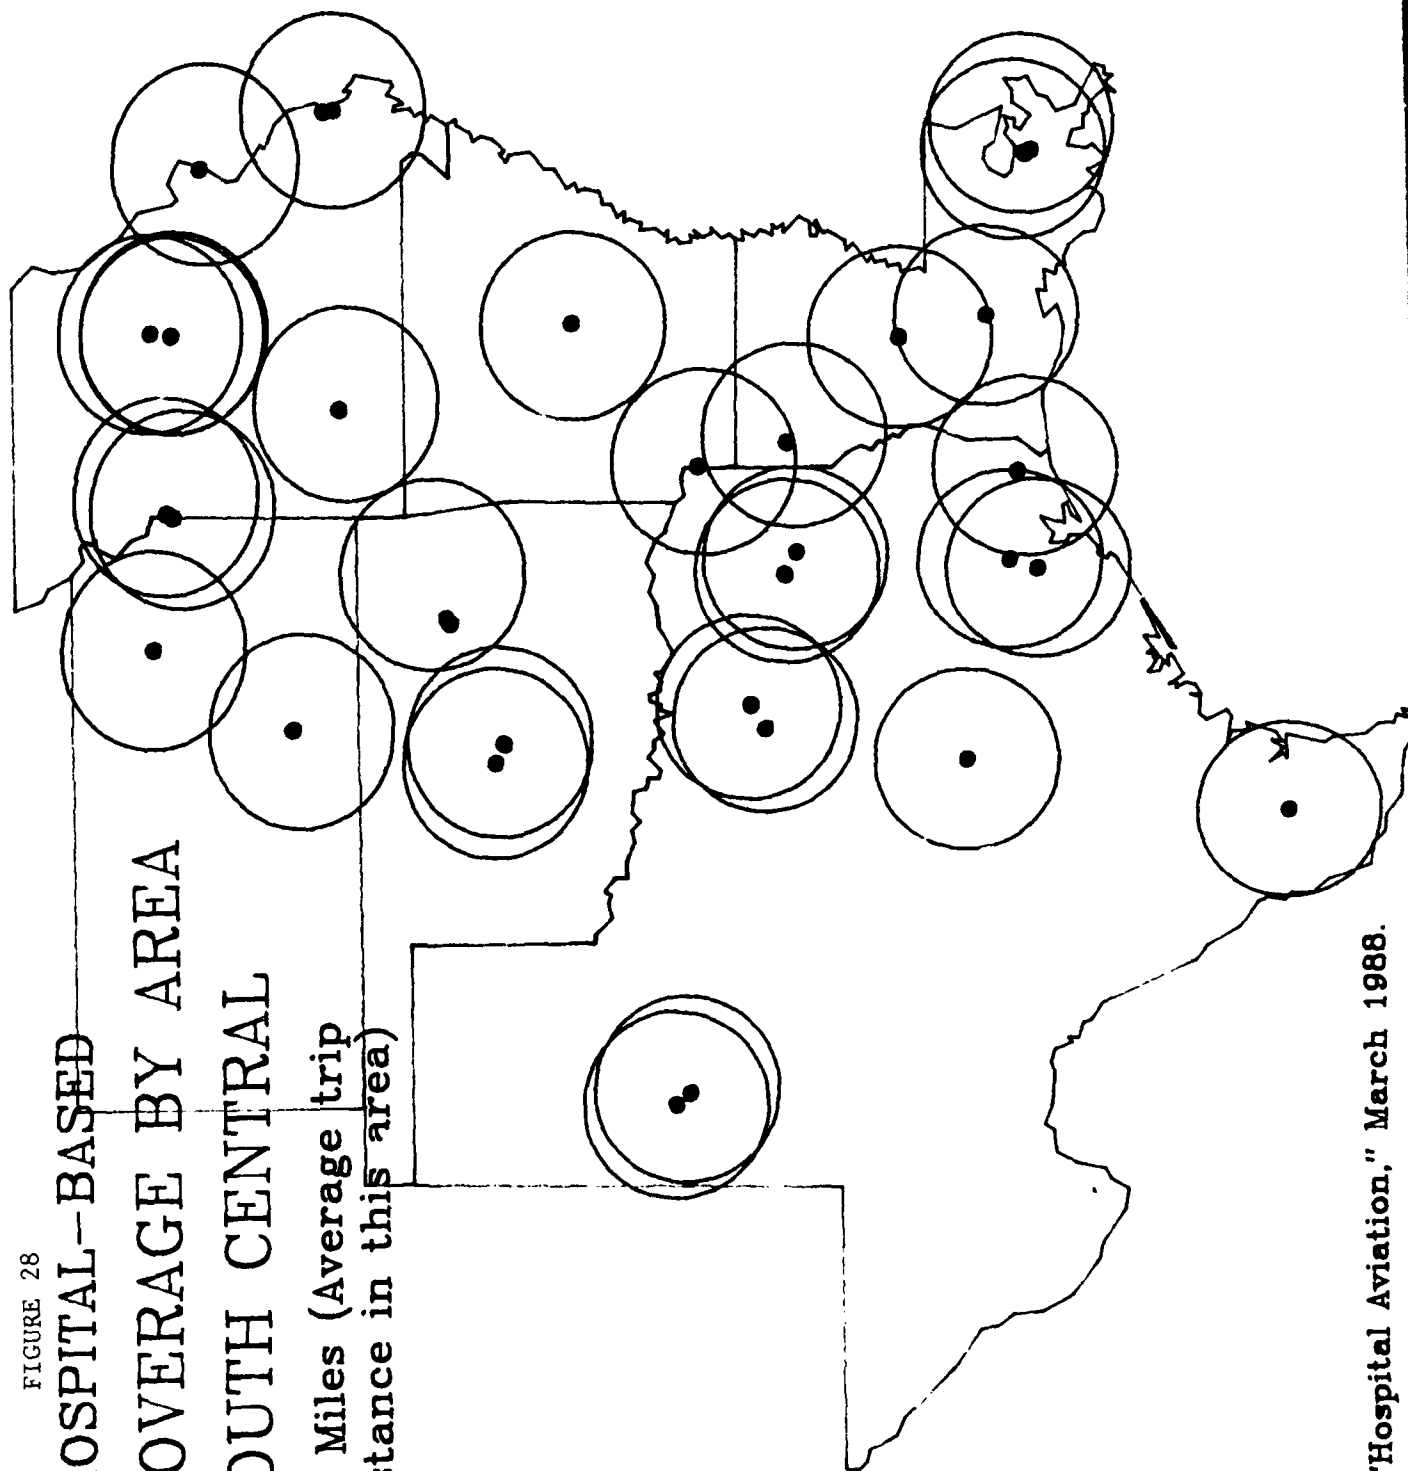 FIGURE 28
OSPITAL-BASED
OVERAGE BY AREA
OUTH CENTRAL
Miles (Average trip
stance in this area)
"Hospital Aviation," March 1988.